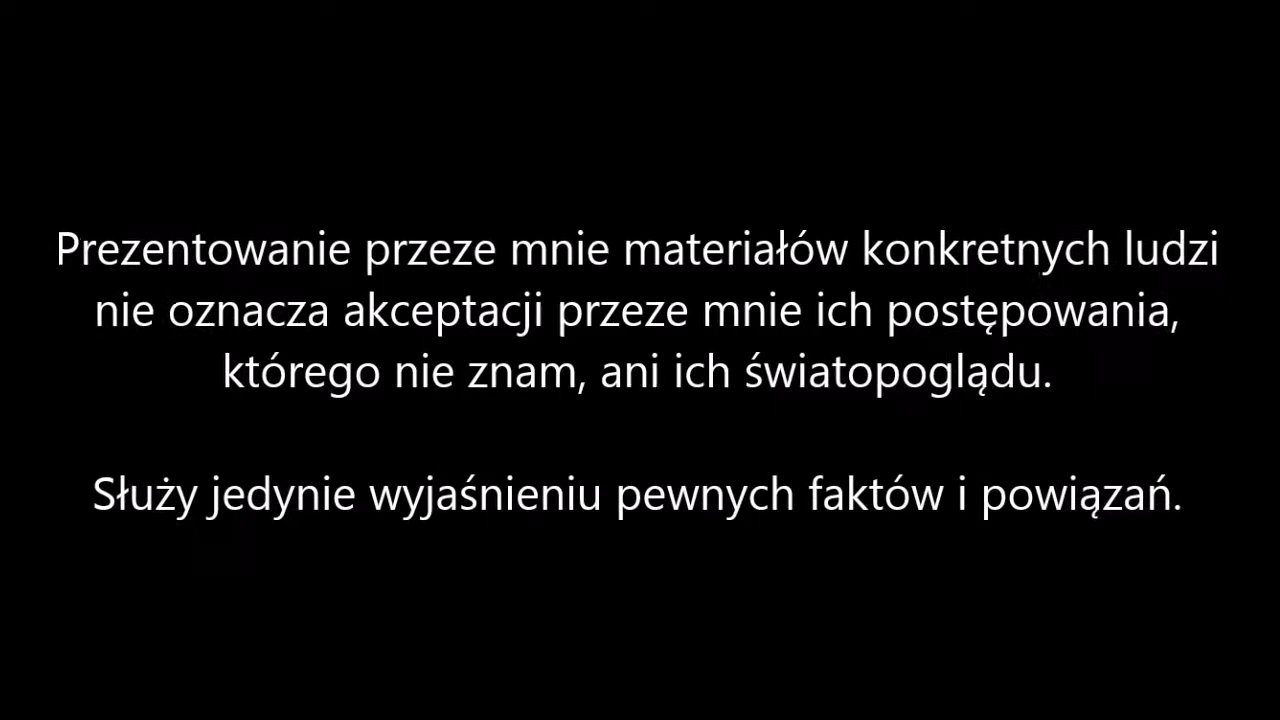 Prezentowanie przeze mnie materiałów konkretnych ludzi
nie oznacza akceptacji przeze mnie ich postępowania,
którego nie znam, ani ich światopoglądu.
Służy jedynie wyjaśnieniu pewnych faktów i powiązań.